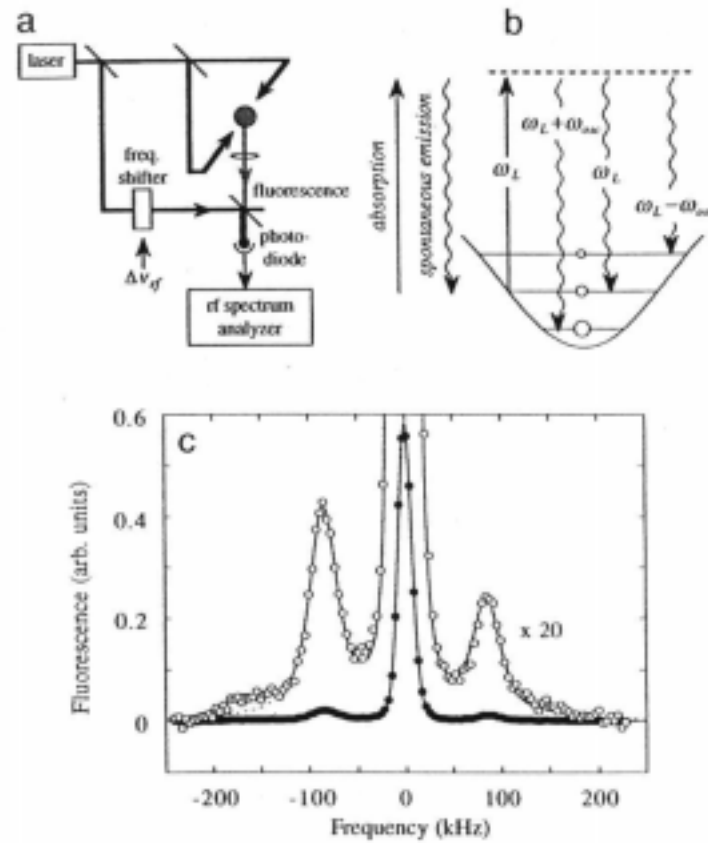 a
laser
freq.
shifter
Δν_rf
fluorescence
photo-
diode
rf spectrum
analyzer
b
absorption
spontaneous emission
ω_L
ω_L+ω_osc
ω_L
ω_L−ω_osc
c
Fluorescence (arb. units)
0.6
0.4
0.2
0
x 20
-200
-100
0
100
200
Frequency (kHz)